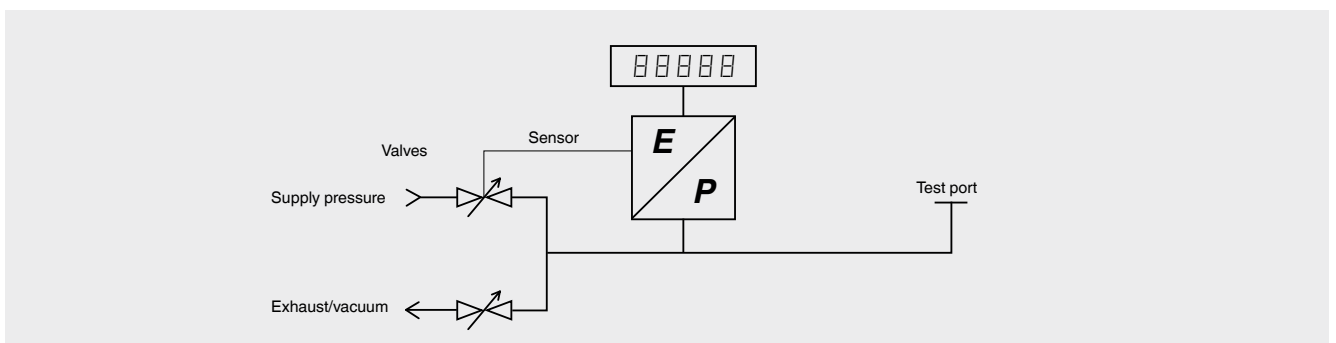 88888
E
Sensor
Valves
P
Test port
Supply pressure
Exhaust/vacuum